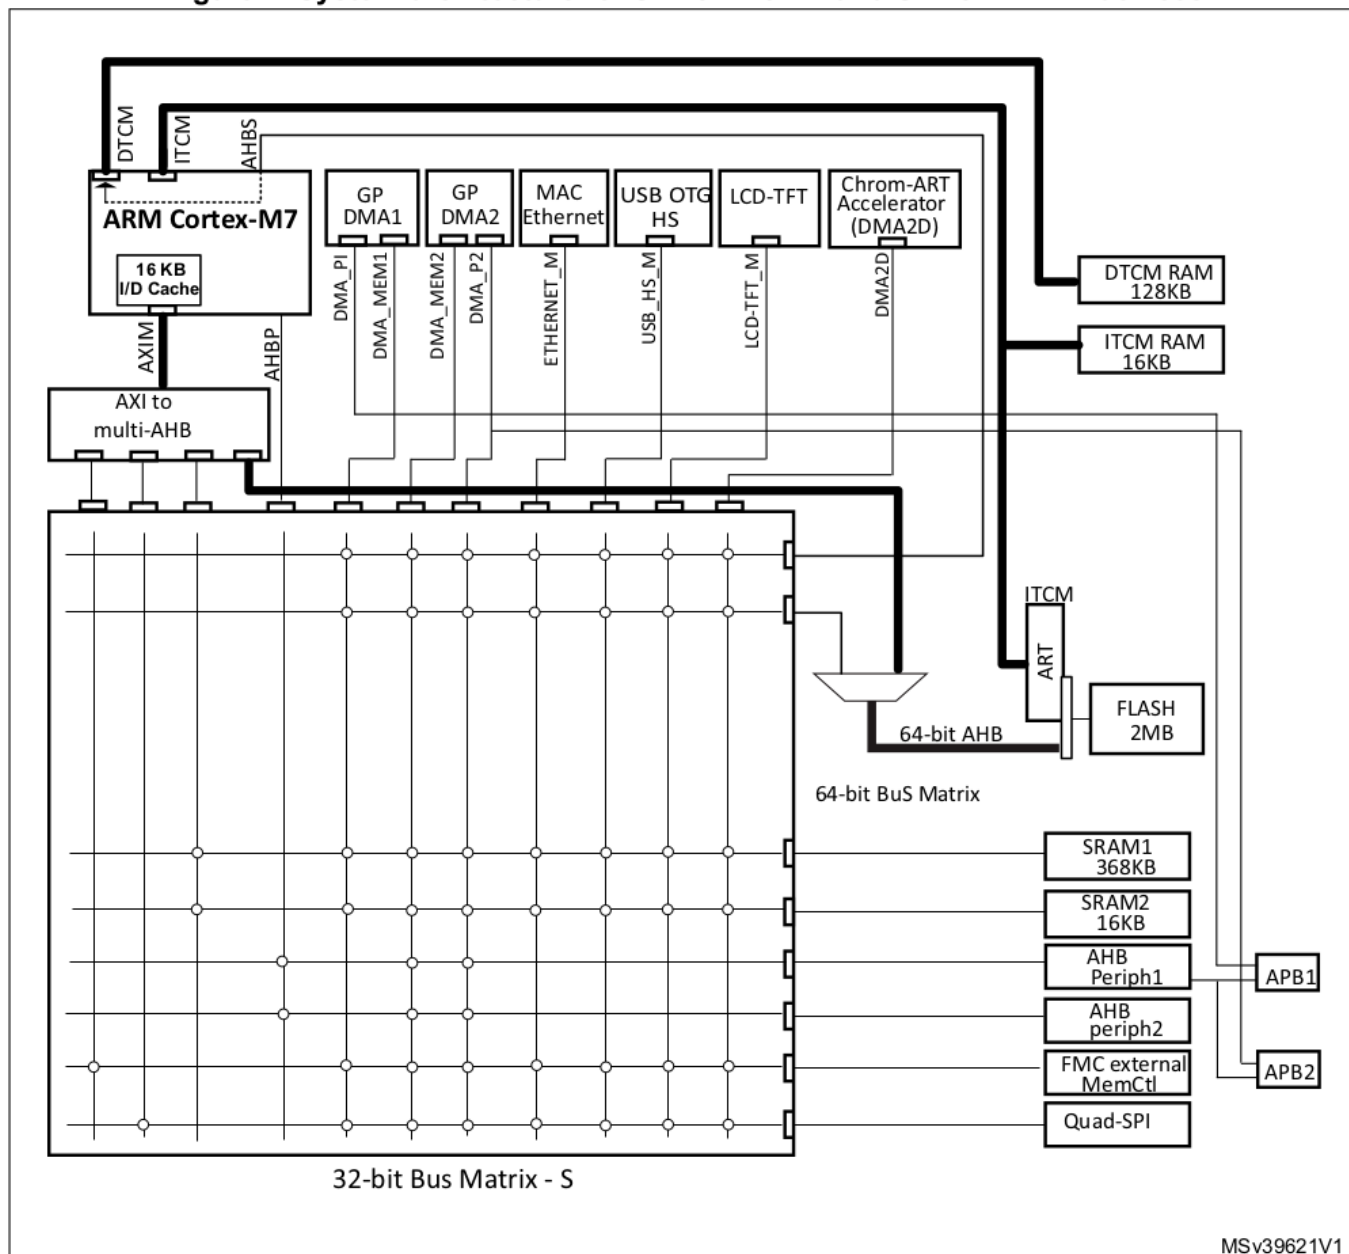 DTCM
ITCM
AHBS
ARM Cortex-M7
16 KB
I/D Cache
GP
DMA1
GP
DMA2
MAC
Ethernet
USB OTG
HS
LCD-TFT
Chrom-ART
Accelerator
(DMA2D)
DTCM RAM
128KB
ITCM RAM
16KB
AXIM
AHBP
DMA_PI
DMA_MEM1
DMA_MEM2
DMA_P2
ETHERNET_M
USB_HS_M
LCD-TFT_M
DMA2D
AXI to
multi-AHB
ITCM
ART
FLASH
2MB
64-bit AHB
64-bit BuS Matrix
SRAM1
368KB
SRAM2
16KB
AHB
Periph1
APB1
AHB
periph2
FMC external
MemCtl
APB2
Quad-SPI
32-bit Bus Matrix - S
MSv39621V1